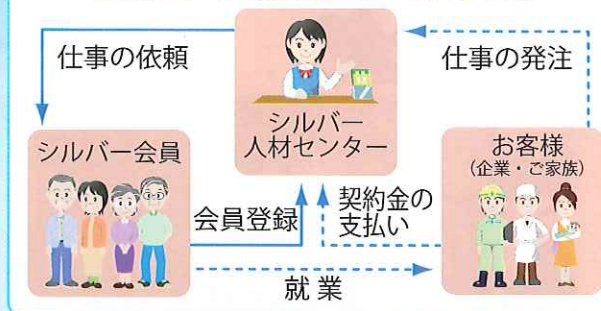 仕事の依頼
仕事の発注
シルバー
人材センター
シルバー会員
お客様
(企業・ご家族)
会員登録
契約金の
支払い
就業